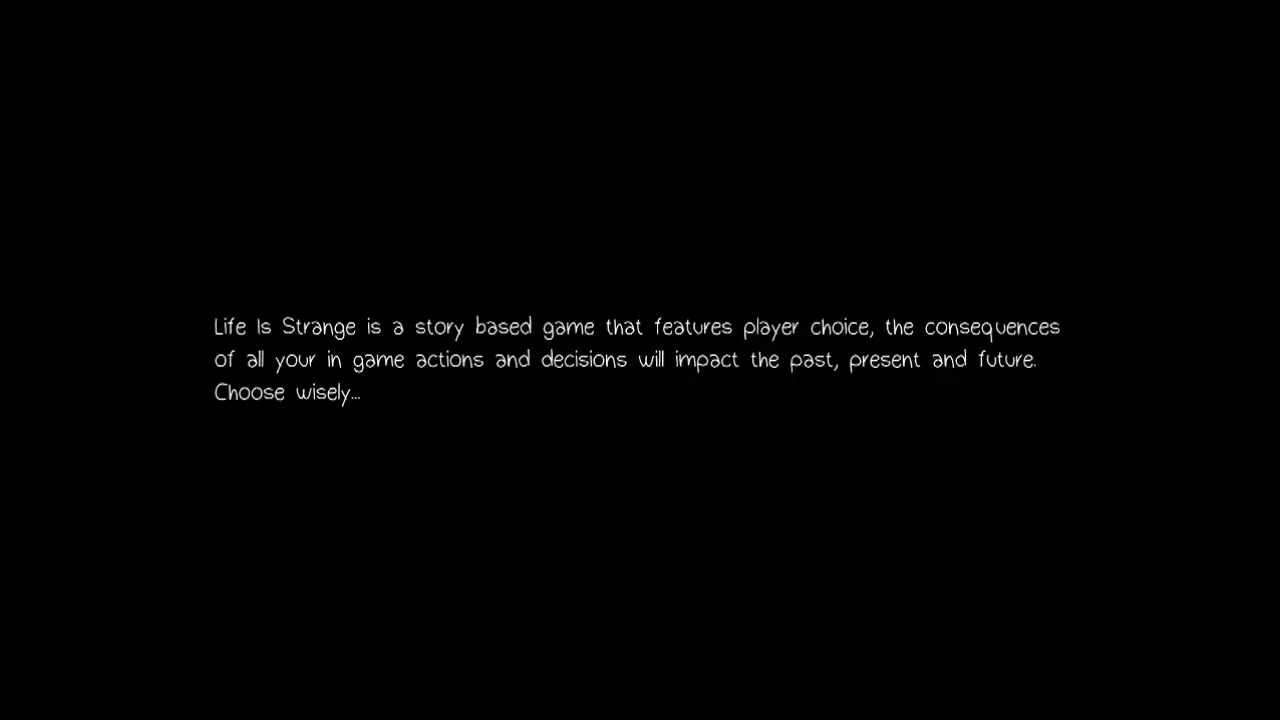 Life Is Strange is a story based game that features player choice, the consequences
of all your in game actions and decisions will impact the past, present and future.
Choose wisely...